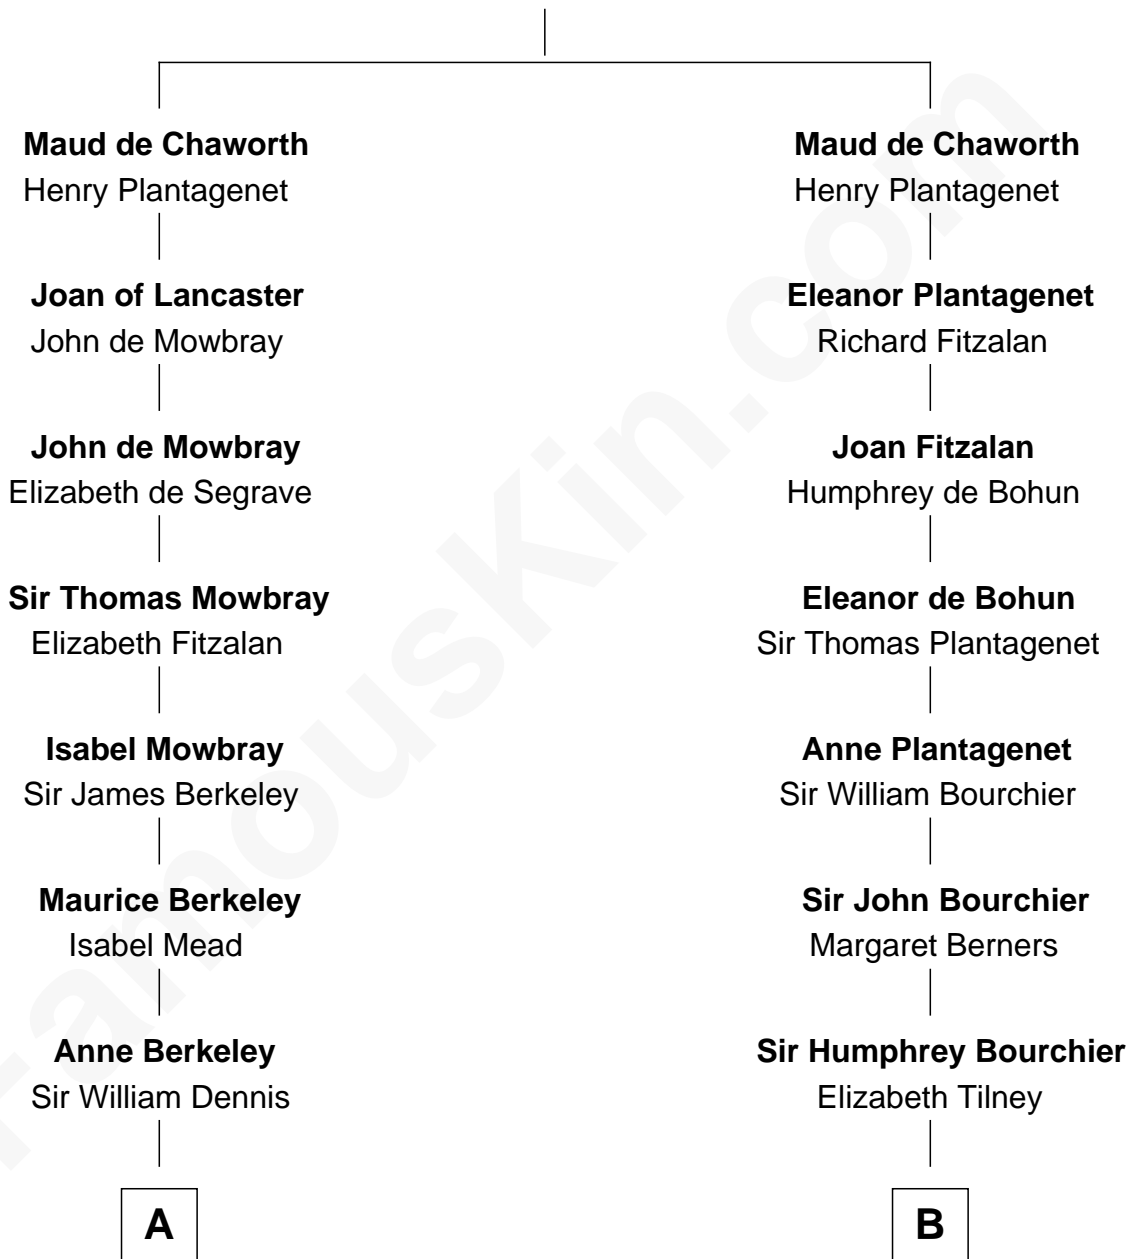 Maud de Chaworth
Henry Plantagenet
Joan of Lancaster
John de Mowbray
John de Mowbray
Elizabeth de Segrave
Sir Thomas Mowbray
Elizabeth Fitzalan
Isabel Mowbray
Sir James Berkeley
Maurice Berkeley
Isabel Mead
Anne Berkeley
Sir William Dennis
A
Maud de Chaworth
Henry Plantagenet
Eleanor Plantagenet
Richard Fitzalan
Joan Fitzalan
Humphrey de Bohun
Eleanor de Bohun
Sir Thomas Plantagenet
Anne Plantagenet
Sir William Bourchier
Sir John Bourchier
Margaret Berners
Sir Humphrey Bourchier
Elizabeth Tilney
B
FamousKin.com